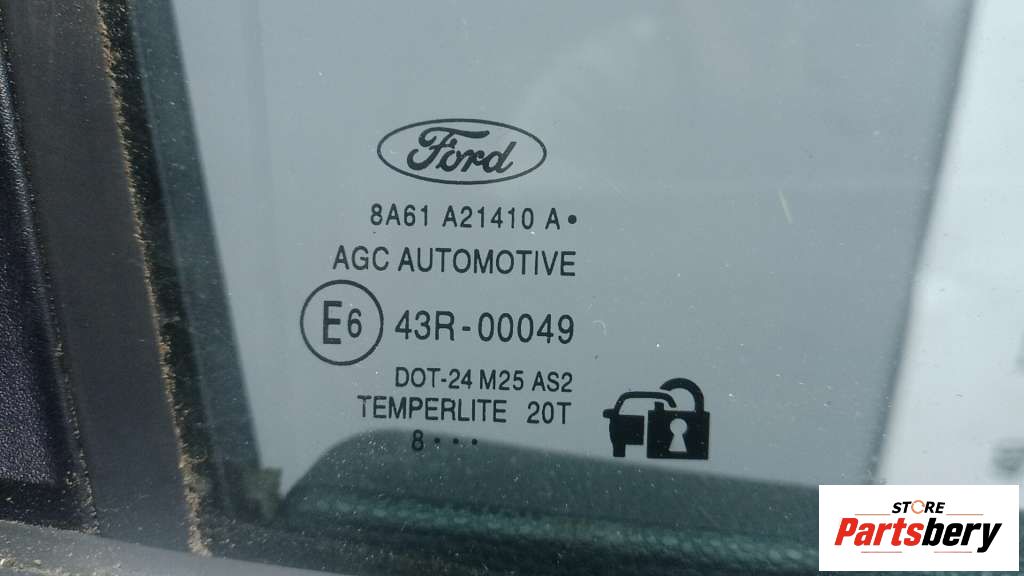 Ford
8A61 A21410 A•
AGC AUTOMOTIVE
E6 43R-00049
DOT-24 M25 AS2
TEMPERLITE 20T
8 • • •
STORE
Partsbery